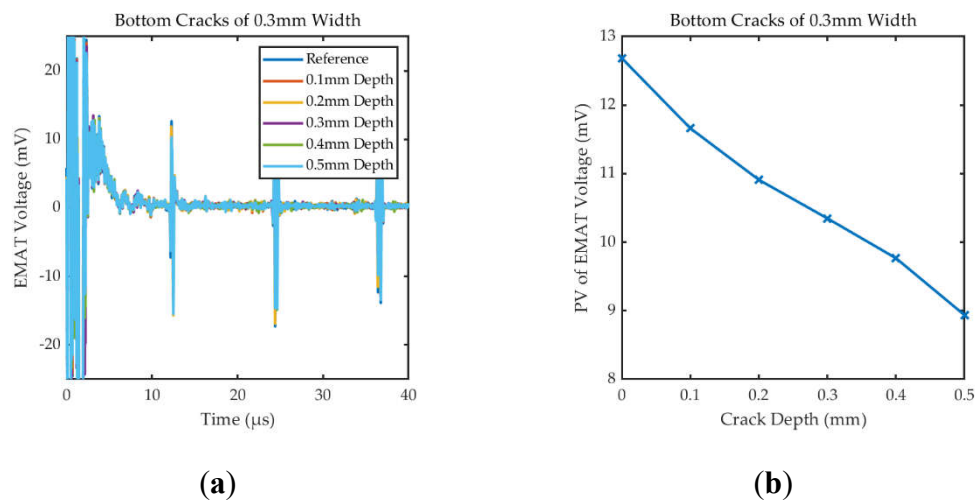 Bottom Cracks of 0.3mm Width
20
10
0
-10
-20
EMAT Voltage (mV)
Reference
0.1mm Depth
0.2mm Depth
0.3mm Depth
0.4mm Depth
0.5mm Depth
0
10
20
30
40
Time (μs)
(a)
Bottom Cracks of 0.3mm Width
13
12
11
10
9
8
PV of EMAT Voltage (mV)
0
0.1
0.2
0.3
0.4
0.5
Crack Depth (mm)
(b)